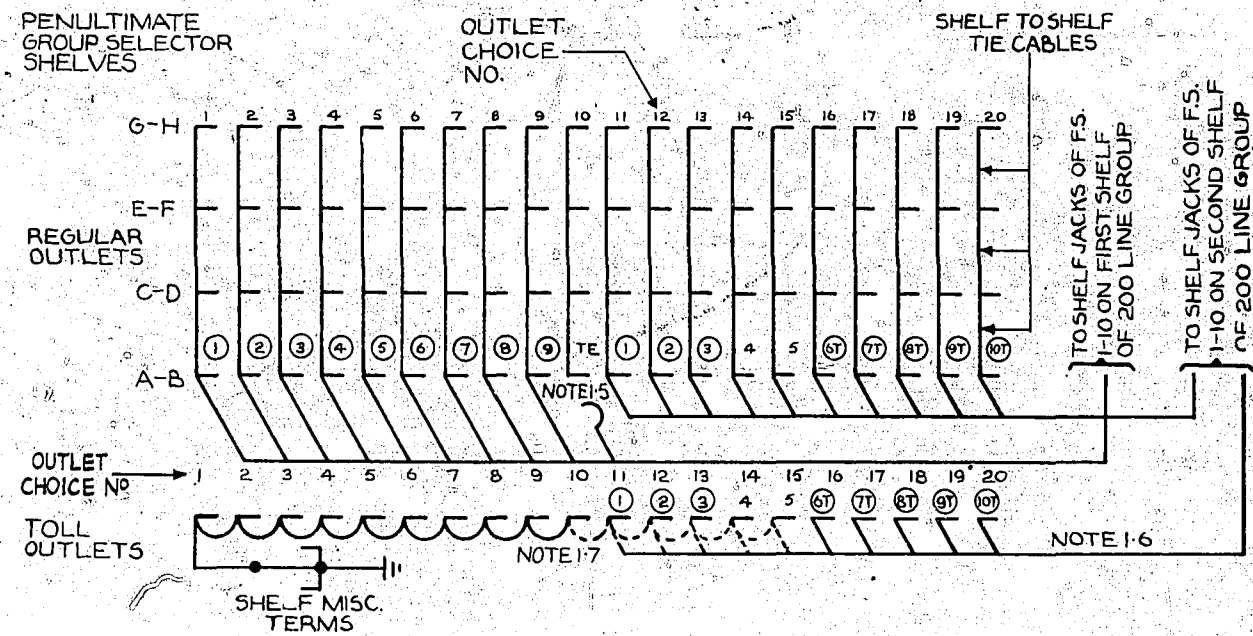 PENULTIMATE
GROUP SELECTOR
SHELVES
OUTLET
CHOICE
NO.
SHELF TO SHELF
TIE CABLES
1 2 3 4 5 6 7 8 9 10 11 12 13 14 15 16 17 18 19 20
G-H
E-F
REGULAR
OUTLETS
C-D
1 2 3 4 5 6 7 8 9 TE 1 2 3 4 5 6T 7T 8T 9T 10T
A-B
NOTE 1·5
TO SHELF JACKS OF F.S.
1-10 ON FIRST SHELF
OF 200 LINE GROUP
TO SHELF JACKS OF F.S.
1-10 ON SECOND SHELF
OF 200 LINE GROUP
OUTLET
CHOICE Nº
1 2 3 4 5 6 7 8 9 10 11 12 13 14 15 16 17 18 19 20
1 2 3 4 5 6T 7T 8T 9T 10T
TOLL
OUTLETS
NOTE 1·7
NOTE 1·6
SHELF MISC.
TERMS